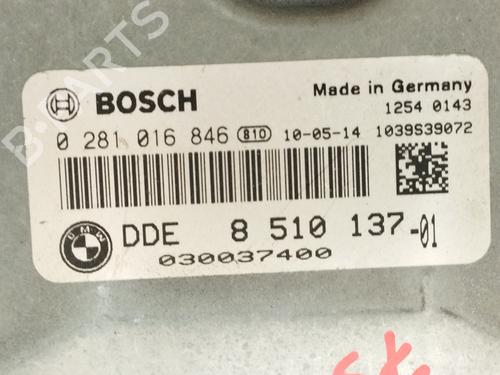 B-PARTS
BOSCH
Made in Germany
1254 0143
0 281 016 846 810 10-05-14 1039S39072
BMW DDE 8 510 137-01
030037400